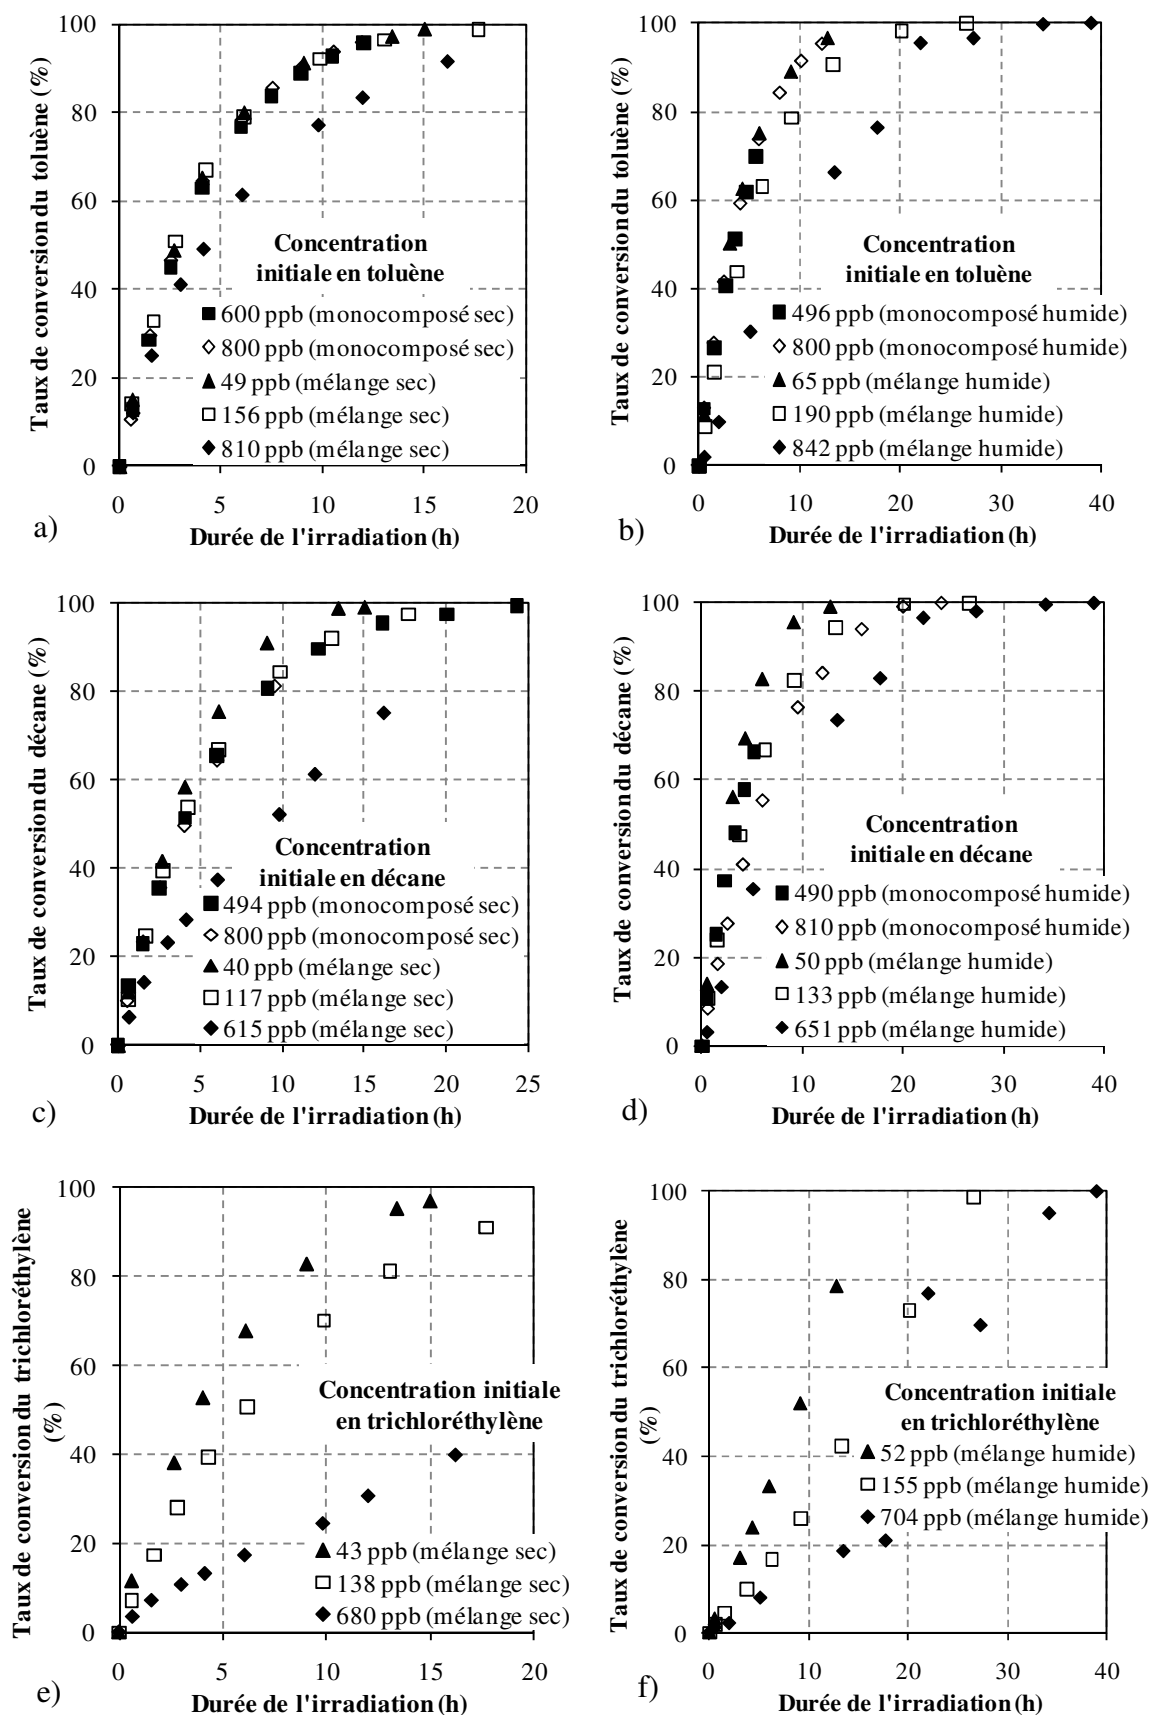 Taux de conversion du toluène (%)
100
80
60
40
20
0
Concentration
initiale en toluène
600 ppb (monocomposé sec)
800 ppb (monocomposé sec)
49 ppb (mélange sec)
156 ppb (mélange sec)
810 ppb (mélange sec)
0 5 10 15 20
Durée de l'irradiation (h)
a)
Taux de conversion du toluène (%)
100
80
60
40
20
0
Concentration
initiale en toluène
496 ppb (monocomposé humide)
800 ppb (monocomposé humide)
65 ppb (mélange humide)
190 ppb (mélange humide)
842 ppb (mélange humide)
0 10 20 30 40
Durée de l'irradiation (h)
b)
Taux de conversion du décane (%)
100
80
60
40
20
0
Concentration
initiale en décane
494 ppb (monocomposé sec)
800 ppb (monocomposé sec)
40 ppb (mélange sec)
117 ppb (mélange sec)
615 ppb (mélange sec)
0 5 10 15 20 25
Durée de l'irradiation (h)
c)
Taux de conversion du décane (%)
100
80
60
40
20
0
Concentration
initiale en décane
490 ppb (monocomposé humide)
810 ppb (monocomposé humide)
50 ppb (mélange humide)
133 ppb (mélange humide)
651 ppb (mélange humide)
0 10 20 30 40
Durée de l'irradiation (h)
d)
Taux de conversion du trichloréthylène
(%)
100
80
60
40
20
0
Concentration initiale
en trichloréthylène
43 ppb (mélange sec)
138 ppb (mélange sec)
680 ppb (mélange sec)
0 5 10 15 20
Durée de l'irradiation (h)
e)
Taux de conversion du trichloréthylène
(%)
100
80
60
40
20
0
Concentration initiale
en trichloréthylène
52 ppb (mélange humide)
155 ppb (mélange humide)
704 ppb (mélange humide)
0 10 20 30 40
Durée de l'irradiation (h)
f)